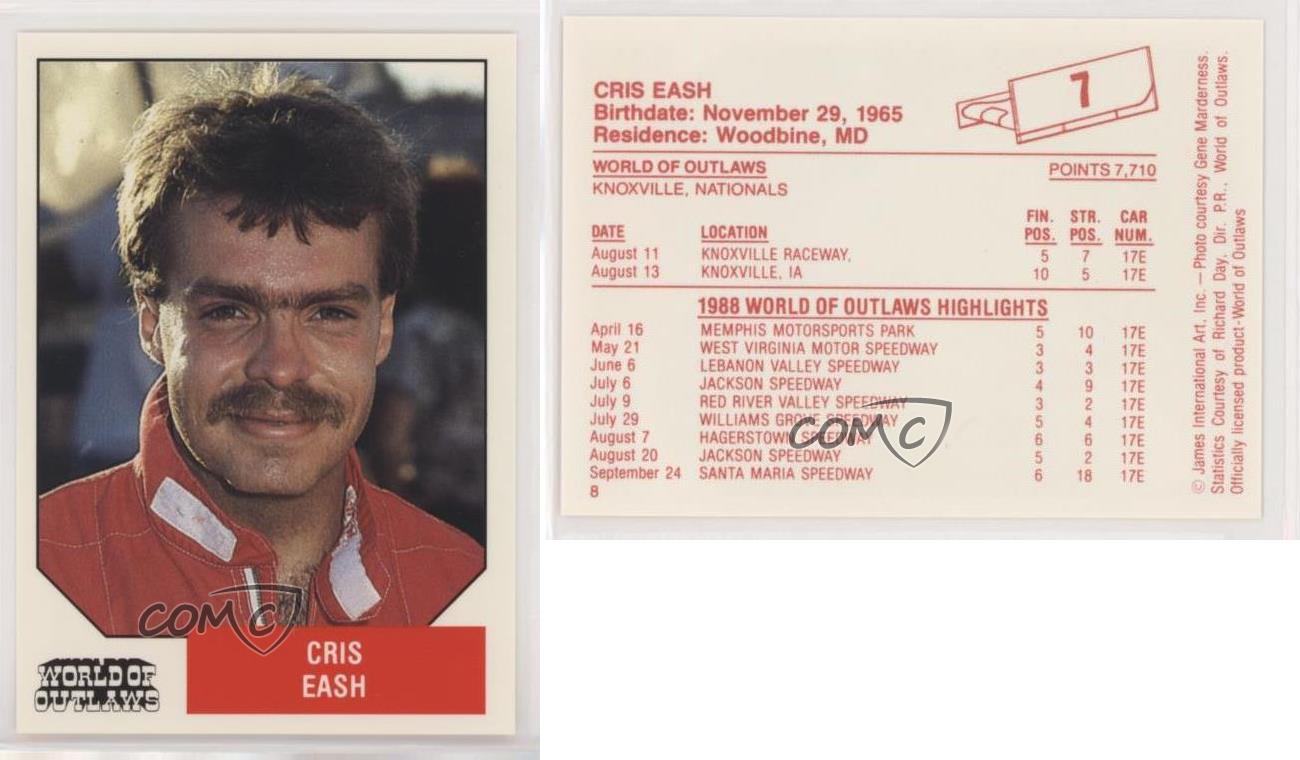 COMC
CRIS
EASH
WORLD OF
OUTLAWS
CRIS EASH
Birthdate: November 29, 1965
Residence: Woodbine, MD
7
WORLD OF OUTLAWS POINTS 7,710
KNOXVILLE, NATIONALS
FIN. STR. CAR
DATE LOCATION POS. POS. NUM.
August 11 KNOXVILLE RACEWAY, 5 7 17E
August 13 KNOXVILLE, IA 10 5 17E
1988 WORLD OF OUTLAWS HIGHLIGHTS
April 16 MEMPHIS MOTORSPORTS PARK 5 10 17E
May 21 WEST VIRGINIA MOTOR SPEEDWAY 3 4 17E
June 6 LEBANON VALLEY SPEEDWAY 3 3 17E
July 6 JACKSON SPEEDWAY 4 9 17E
July 9 RED RIVER VALLEY SPEEDWAY 3 2 17E
July 29 WILLIAMS GROVE SPEEDWAY 5 4 17E
August 7 HAGERSTOWN SPEEDWAY 6 6 17E
August 20 JACKSON SPEEDWAY 5 2 17E
September 24 SANTA MARIA SPEEDWAY 6 18 17E
8
COMC
© James International Art, Inc. — Photo courtesy Gene Marderness.
Statistics Courtesy of Richard Day, Dir. P.R., World of Outlaws.
Officially licensed product-World of Outlaws